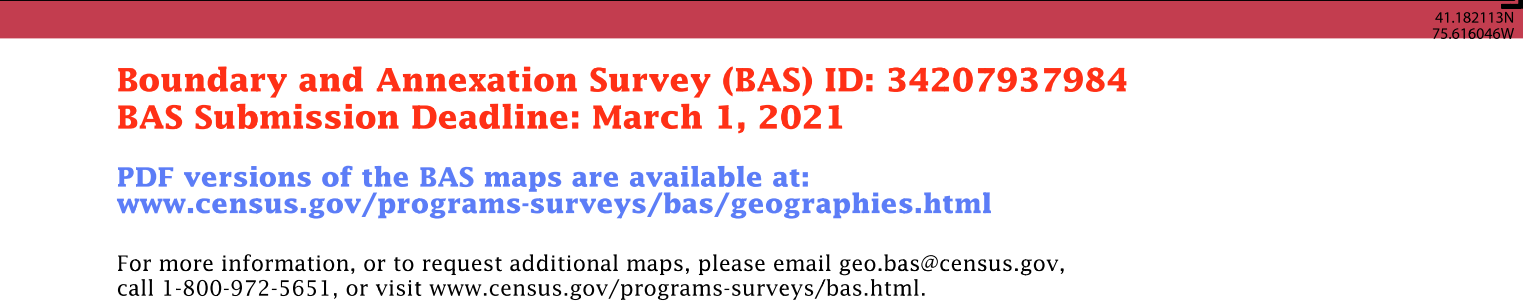 41.182113N
75.616046W
Boundary and Annexation Survey (BAS) ID: 34207937984
BAS Submission Deadline: March 1, 2021
PDF versions of the BAS maps are available at:
www.census.gov/programs-surveys/bas/geographies.html
For more information, or to request additional maps, please email geo.bas@census.gov,
call 1-800-972-5651, or visit www.census.gov/programs-surveys/bas.html.